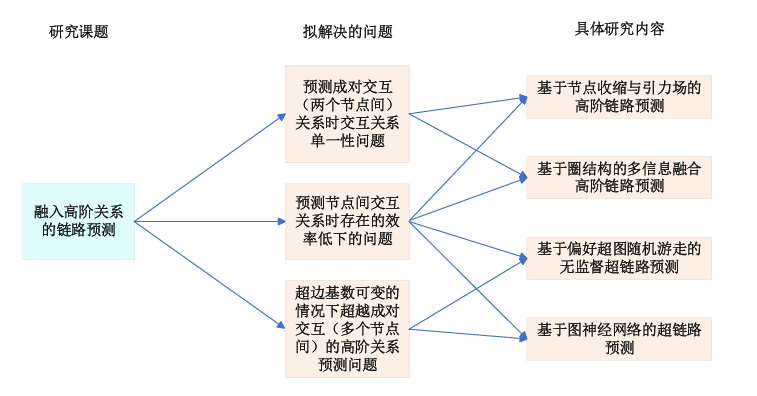 研究课题
拟解决的问题
具体研究内容
融入高阶关系
的链路预测
预测成对交互
（两个节点间）
关系时交互关系
单一性问题
预测节点间交互
关系时存在的效
率低下的问题
超边基数可变的
情况下超越成对
交互（多个节点
间）的高阶关系
预测问题
基于节点收缩与引力场的
高阶链路预测
基于圈结构的多信息融合
高阶链路预测
基于偏好超图随机游走的
无监督超链路预测
基于图神经网络的超链路
预测